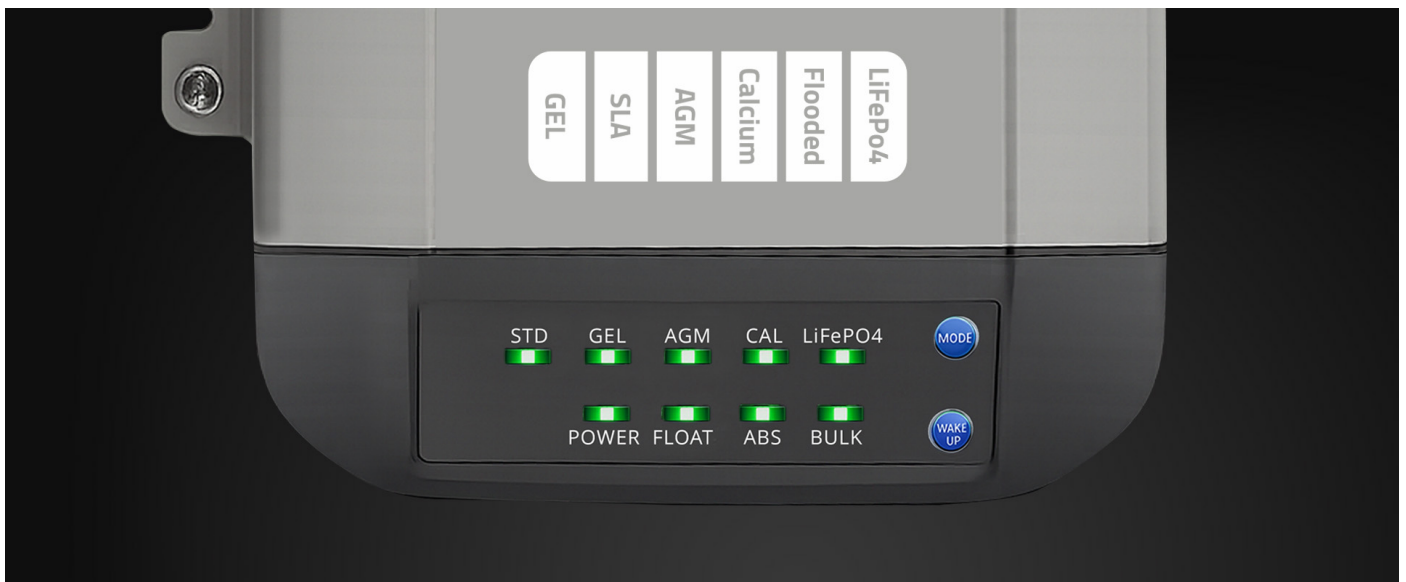 GEL
SLA
AGM
Calcium
Flooded
LiFePo4
STD GEL AGM CAL LiFePO4
MODE
POWER FLOAT ABS BULK
WAKE
UP